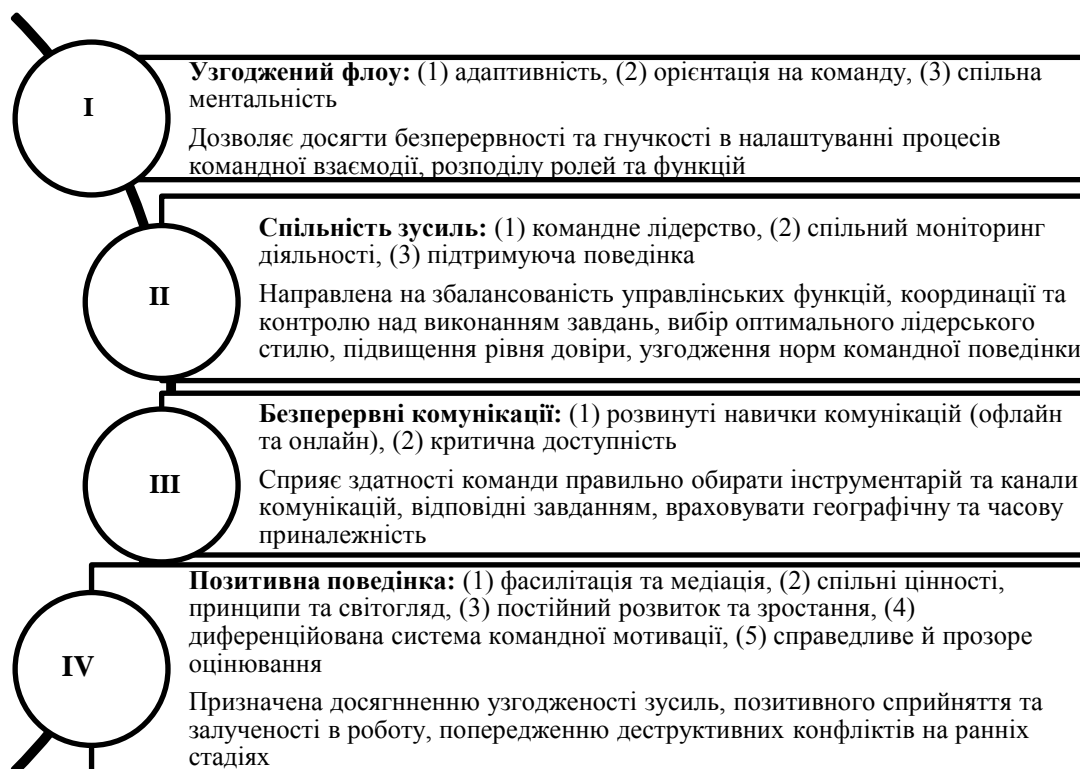 I
Узгоджений флоу: (1) адаптивність, (2) орієнтація на команду, (3) спільна
ментальність
Дозволяє досягти безперервності та гнучкості в налаштуванні процесів
командної взаємодії, розподілу ролей та функцій
II
Спільність зусиль: (1) командне лідерство, (2) спільний моніторинг
діяльності, (3) підтримуюча поведінка
Направлена на збалансованість управлінських функцій, координації та
контролю над виконанням завдань, вибір оптимального лідерського
стилю, підвищення рівня довіри, узгодження норм командної поведінки
III
Безперервні комунікації: (1) розвинуті навички комунікацій (офлайн
та онлайн), (2) критична доступність
Сприяє здатності команди правильно обирати інструментарій та канали
комунікацій, відповідні завданням, враховувати географічну та часову
приналежність
IV
Позитивна поведінка: (1) фасилітація та медіація, (2) спільні цінності,
принципи та світогляд, (3) постійний розвиток та зростання, (4)
диференційована система командної мотивації, (5) справедливе й прозоре
оцінювання
Призначена досягнненню узгодженості зусиль, позитивного сприйняття та
залученості в роботу, попередженню деструктивних конфліктів на ранніх
стадіях